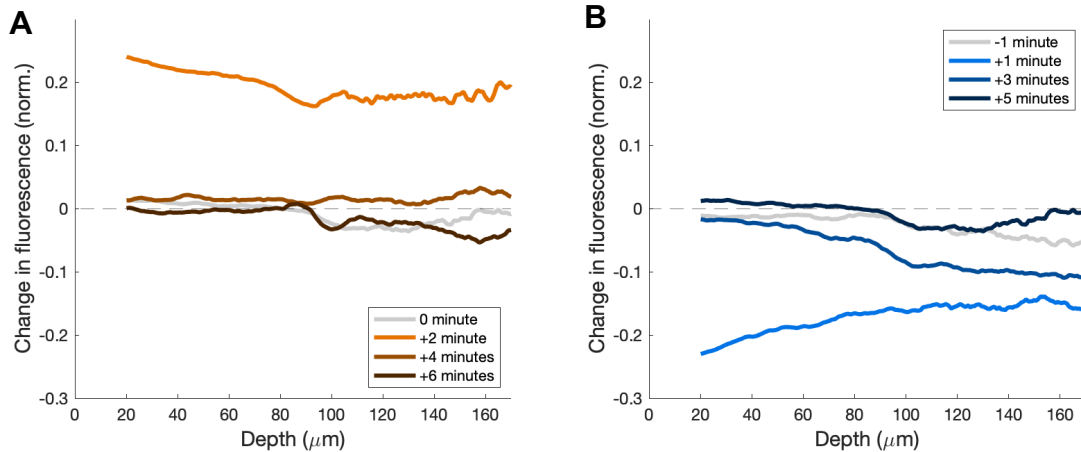 A
Change in fluorescence (norm.)
0.2
0.1
0
-0.1
-0.2
-0.3
0 minute
+2 minute
+4 minutes
+6 minutes
0 20 40 60 80 100 120 140 160
Depth (μm)
B
Change in fluorescence (norm.)
0.2
0.1
0
-0.1
-0.2
-0.3
-1 minute
+1 minute
+3 minutes
+5 minutes
0 20 40 60 80 100 120 140 160
Depth (μm)